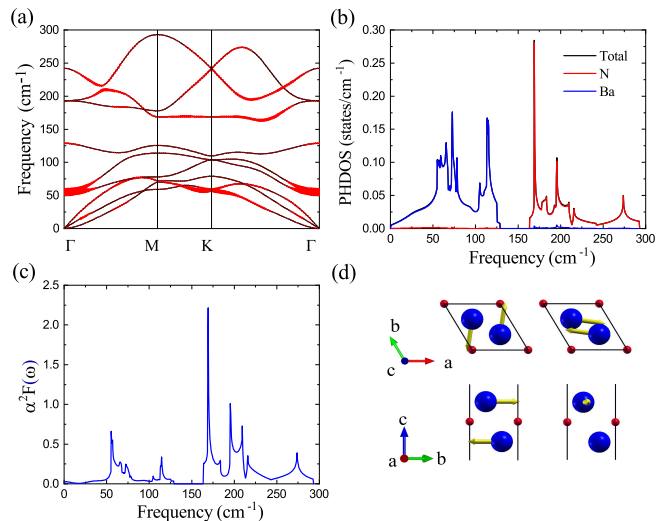 (a)
300
250
200
150
100
50
0
Frequency (cm⁻¹)
Γ M K Γ
(b)
0.30
0.25
0.20
0.15
0.10
0.05
0.00
PHDOS (states/cm⁻¹)
Total
N
Ba
0 50 100 150 200 250 300
Frequency (cm⁻¹)
(c)
2.5
2.0
1.5
1.0
0.5
0.0
α²F(ω)
0 50 100 150 200 250 300
Frequency (cm⁻¹)
(d)
b
c
a
c
a
b